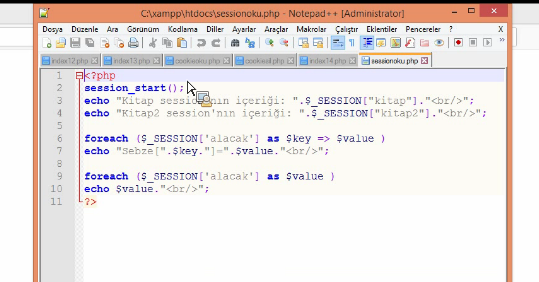 C:\xampp\htdocs\sessionoku.php - Notepad++ [Administrator]
Dosya Düzenle Ara Görünüm Kodlama Diller Ayarlar Araçlar Makrolar Çalıştır Eklentiler Pencereler ? X
index12.php index13.php cookieoku.php cookiesil.php index14.php sessionoku.php
1 <?php
2 session_start();
3 echo "Kitap session'nın içeriği: ".$_SESSION["kitap"]."<br/>";
4 echo "Kitap2 session'nın içeriği: ".$_SESSION["kitap2"]."<br/>";
5
6 foreach ($_SESSION['alacak'] as $key => $value )
7 echo "Sebze[".$key."]=".$value."<br/>";
8
9 foreach ($_SESSION['alacak'] as $value )
10 echo $value."<br/>";
11 ?>